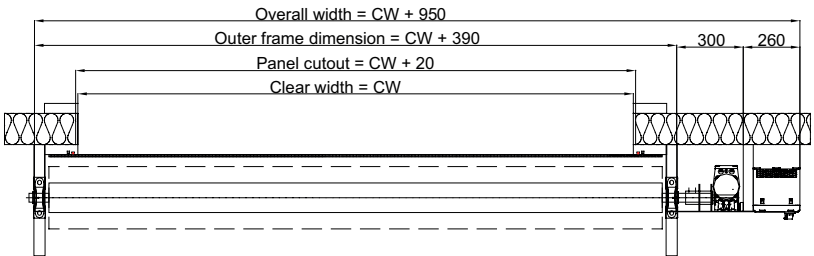 Overall width = CW + 950
Outer frame dimension = CW + 390
300
260
Panel cutout = CW + 20
Clear width = CW